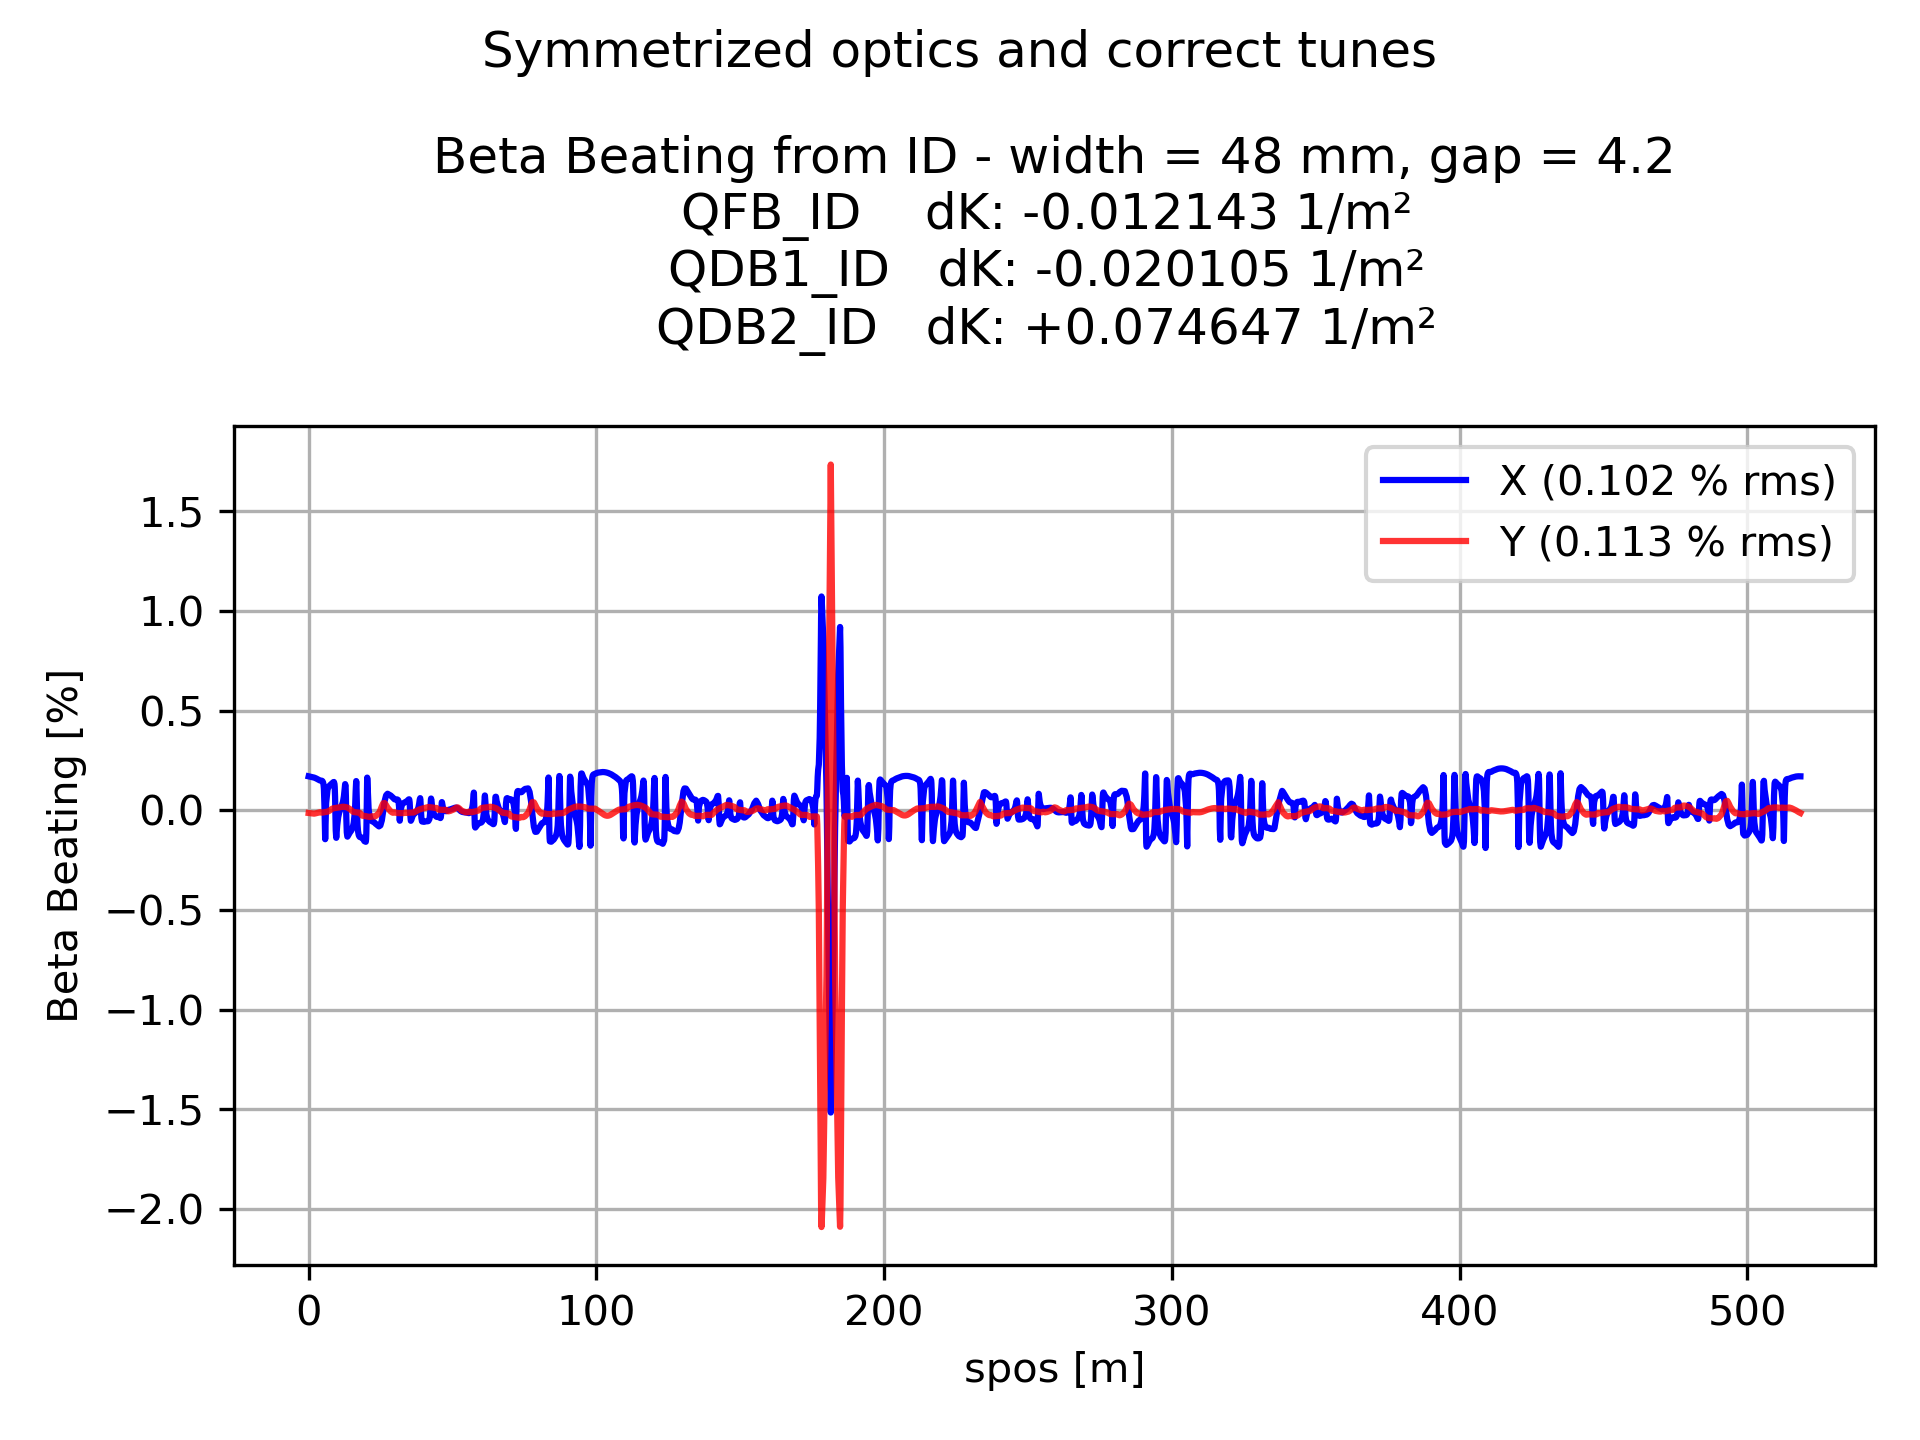 Symmetrized optics and correct tunes
Beta Beating from ID - width = 48 mm, gap = 4.2
QFB_ID dK: -0.012143 1/m²
QDB1_ID dK: -0.020105 1/m²
QDB2_ID dK: +0.074647 1/m²
X (0.102 % rms)
Y (0.113 % rms)
Beta Beating [%]
1.5
1.0
0.5
0.0
−0.5
−1.0
−1.5
−2.0
0 100 200 300 400 500
spos [m]